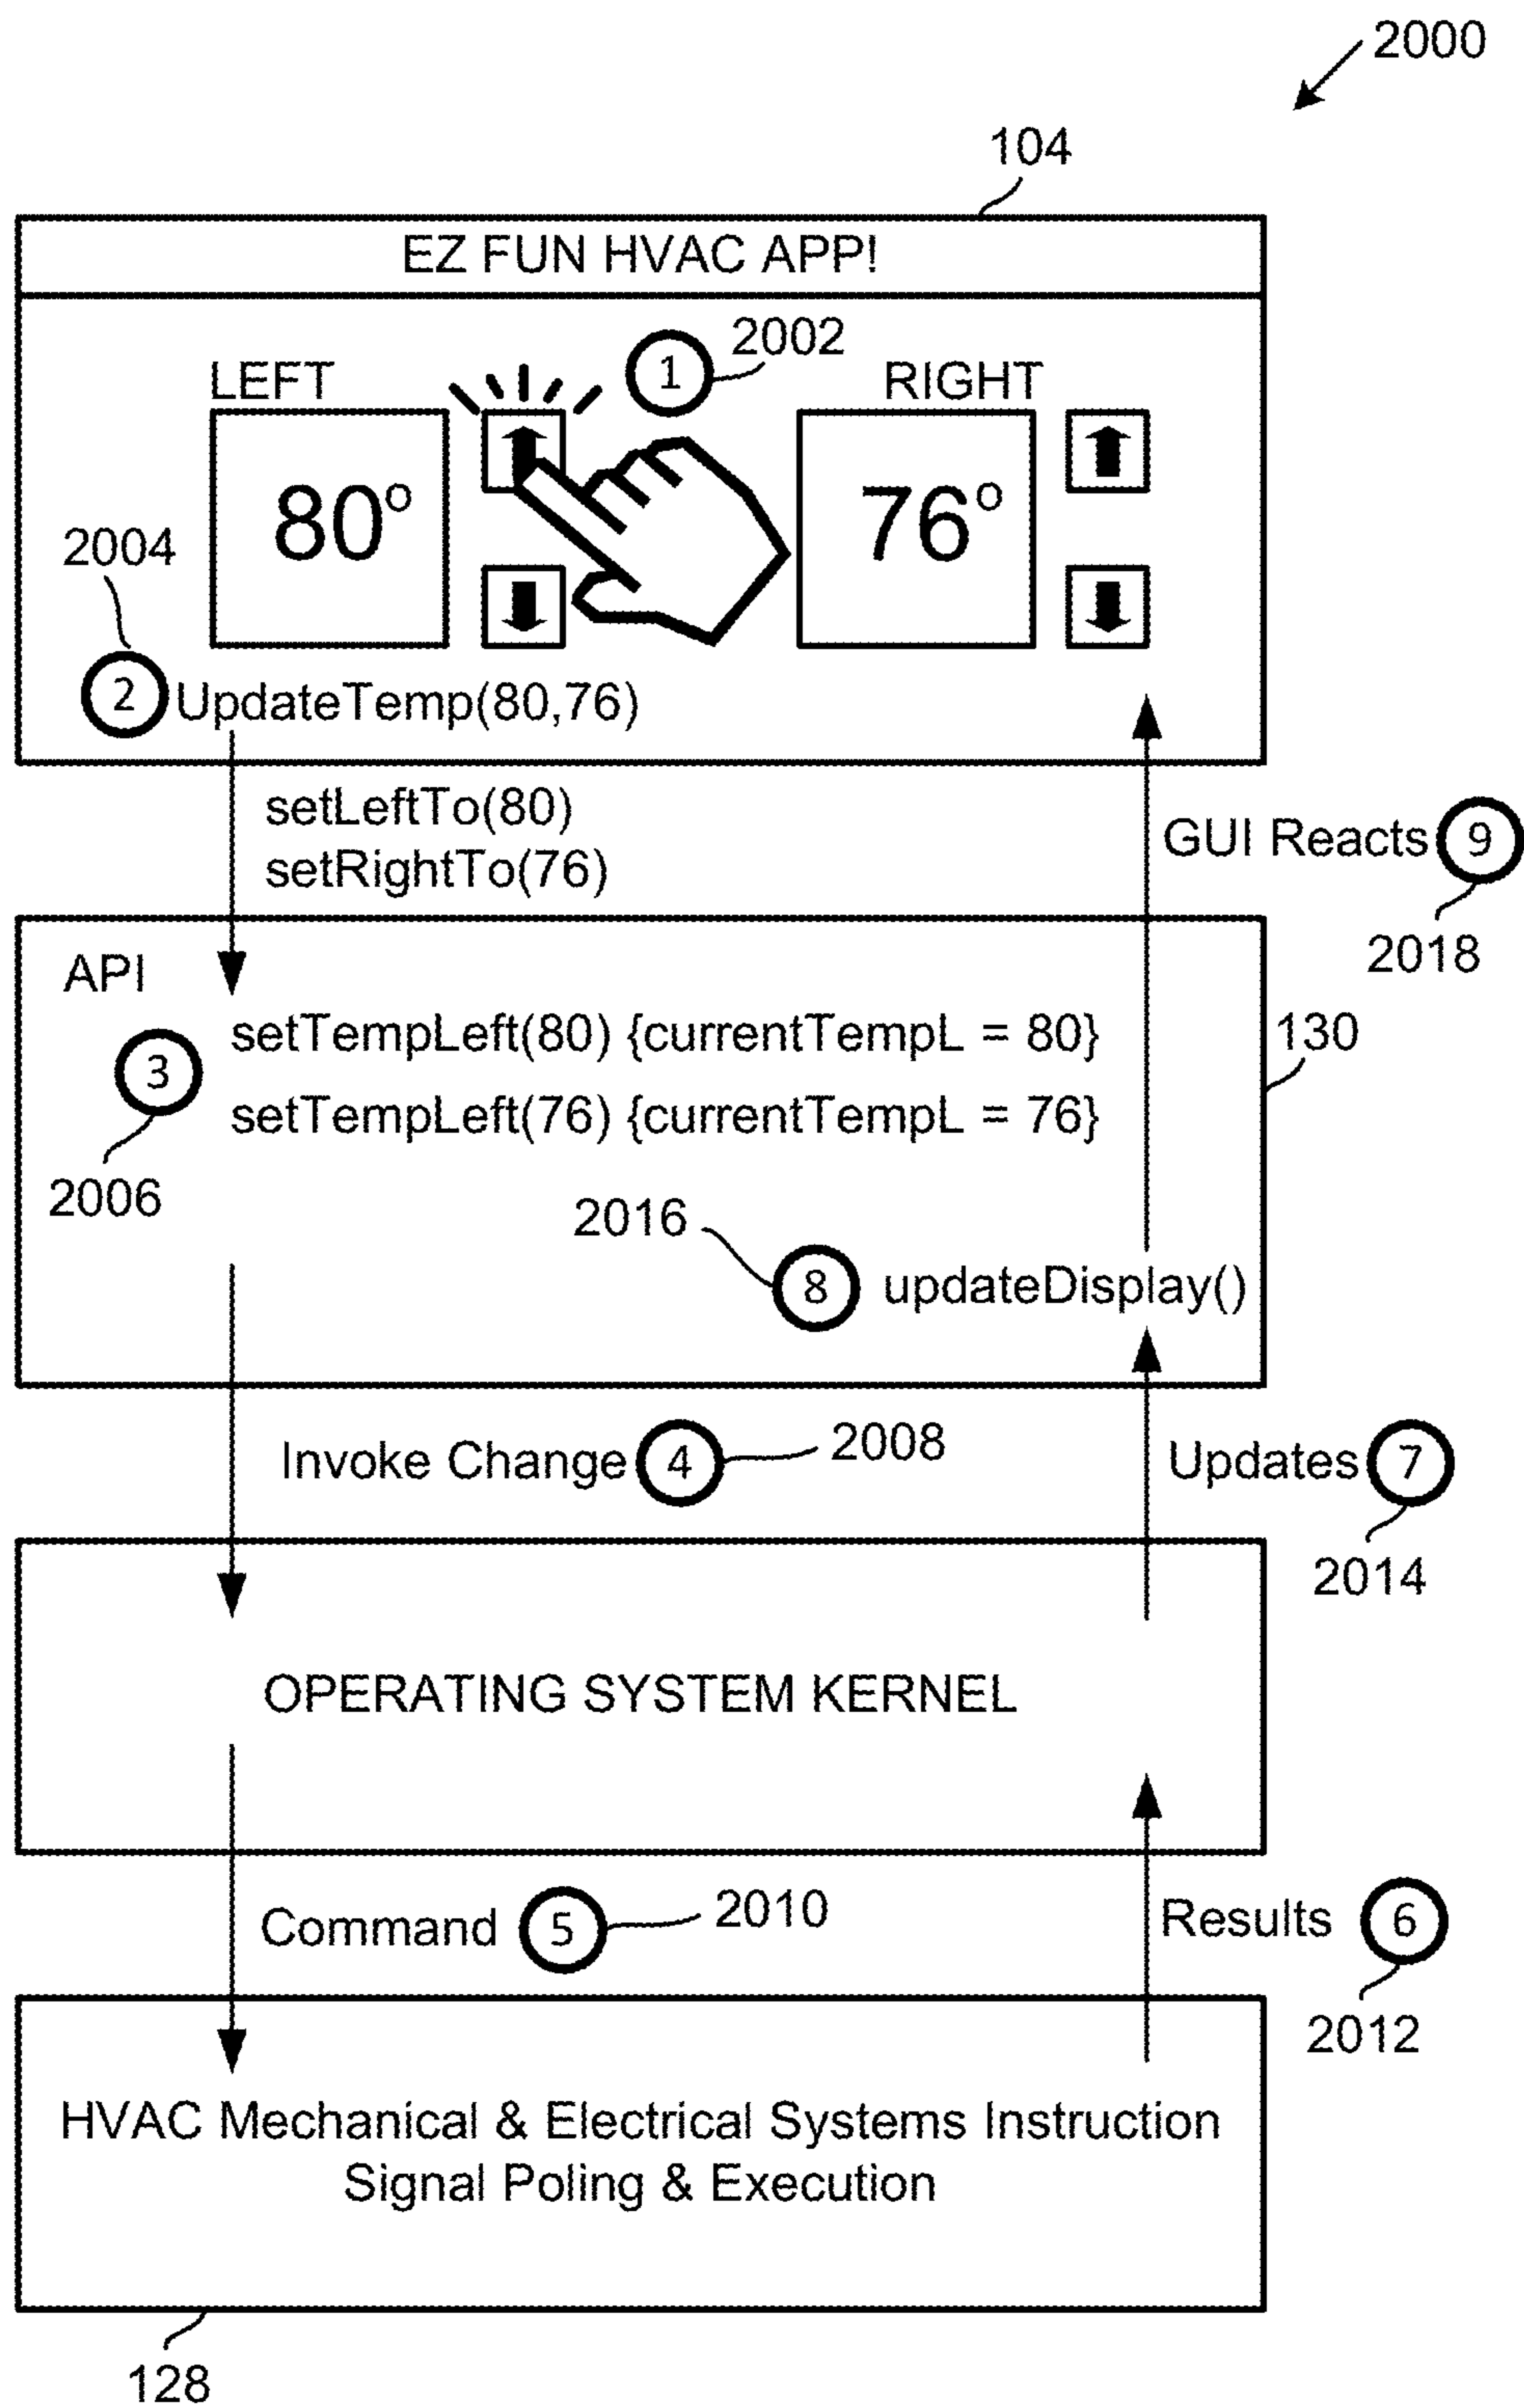 2000
104
EZ FUN HVAC APP!
1 2002
LEFT RIGHT
80° 76°
2004
2 UpdateTemp(80,76)
setLeftTo(80)
setRightTo(76)
GUI Reacts 9
2018
API
130
3 setTempLeft(80) {currentTempL = 80}
setTempLeft(76) {currentTempL = 76}
2006
2016
8 updateDisplay()
Invoke Change 4 2008
Updates 7
2014
OPERATING SYSTEM KERNEL
Command 5 2010
Results 6
2012
HVAC Mechanical & Electrical Systems Instruction
Signal Poling & Execution
128